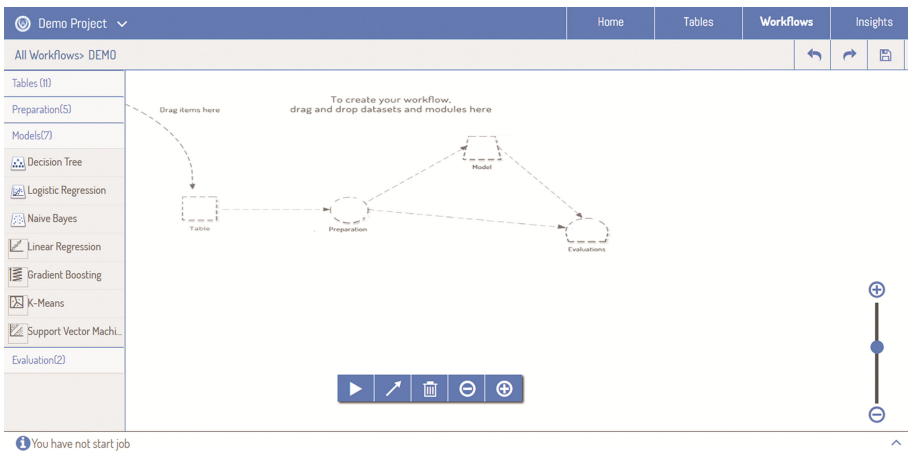 Demo Project
Home
Tables
Workflows
Insights
All Workflows> DEMO
Tables (11)
Preparation(5)
Models(7)
Decision Tree
Logistic Regression
Naive Bayes
Linear Regression
Gradient Boosting
K-Means
Support Vector Machi...
Evaluation(2)
Drag items here
To create your workflow,
drag and drop datasets and modules here
Model
Table
Preparation
Evaluations
You have not start job